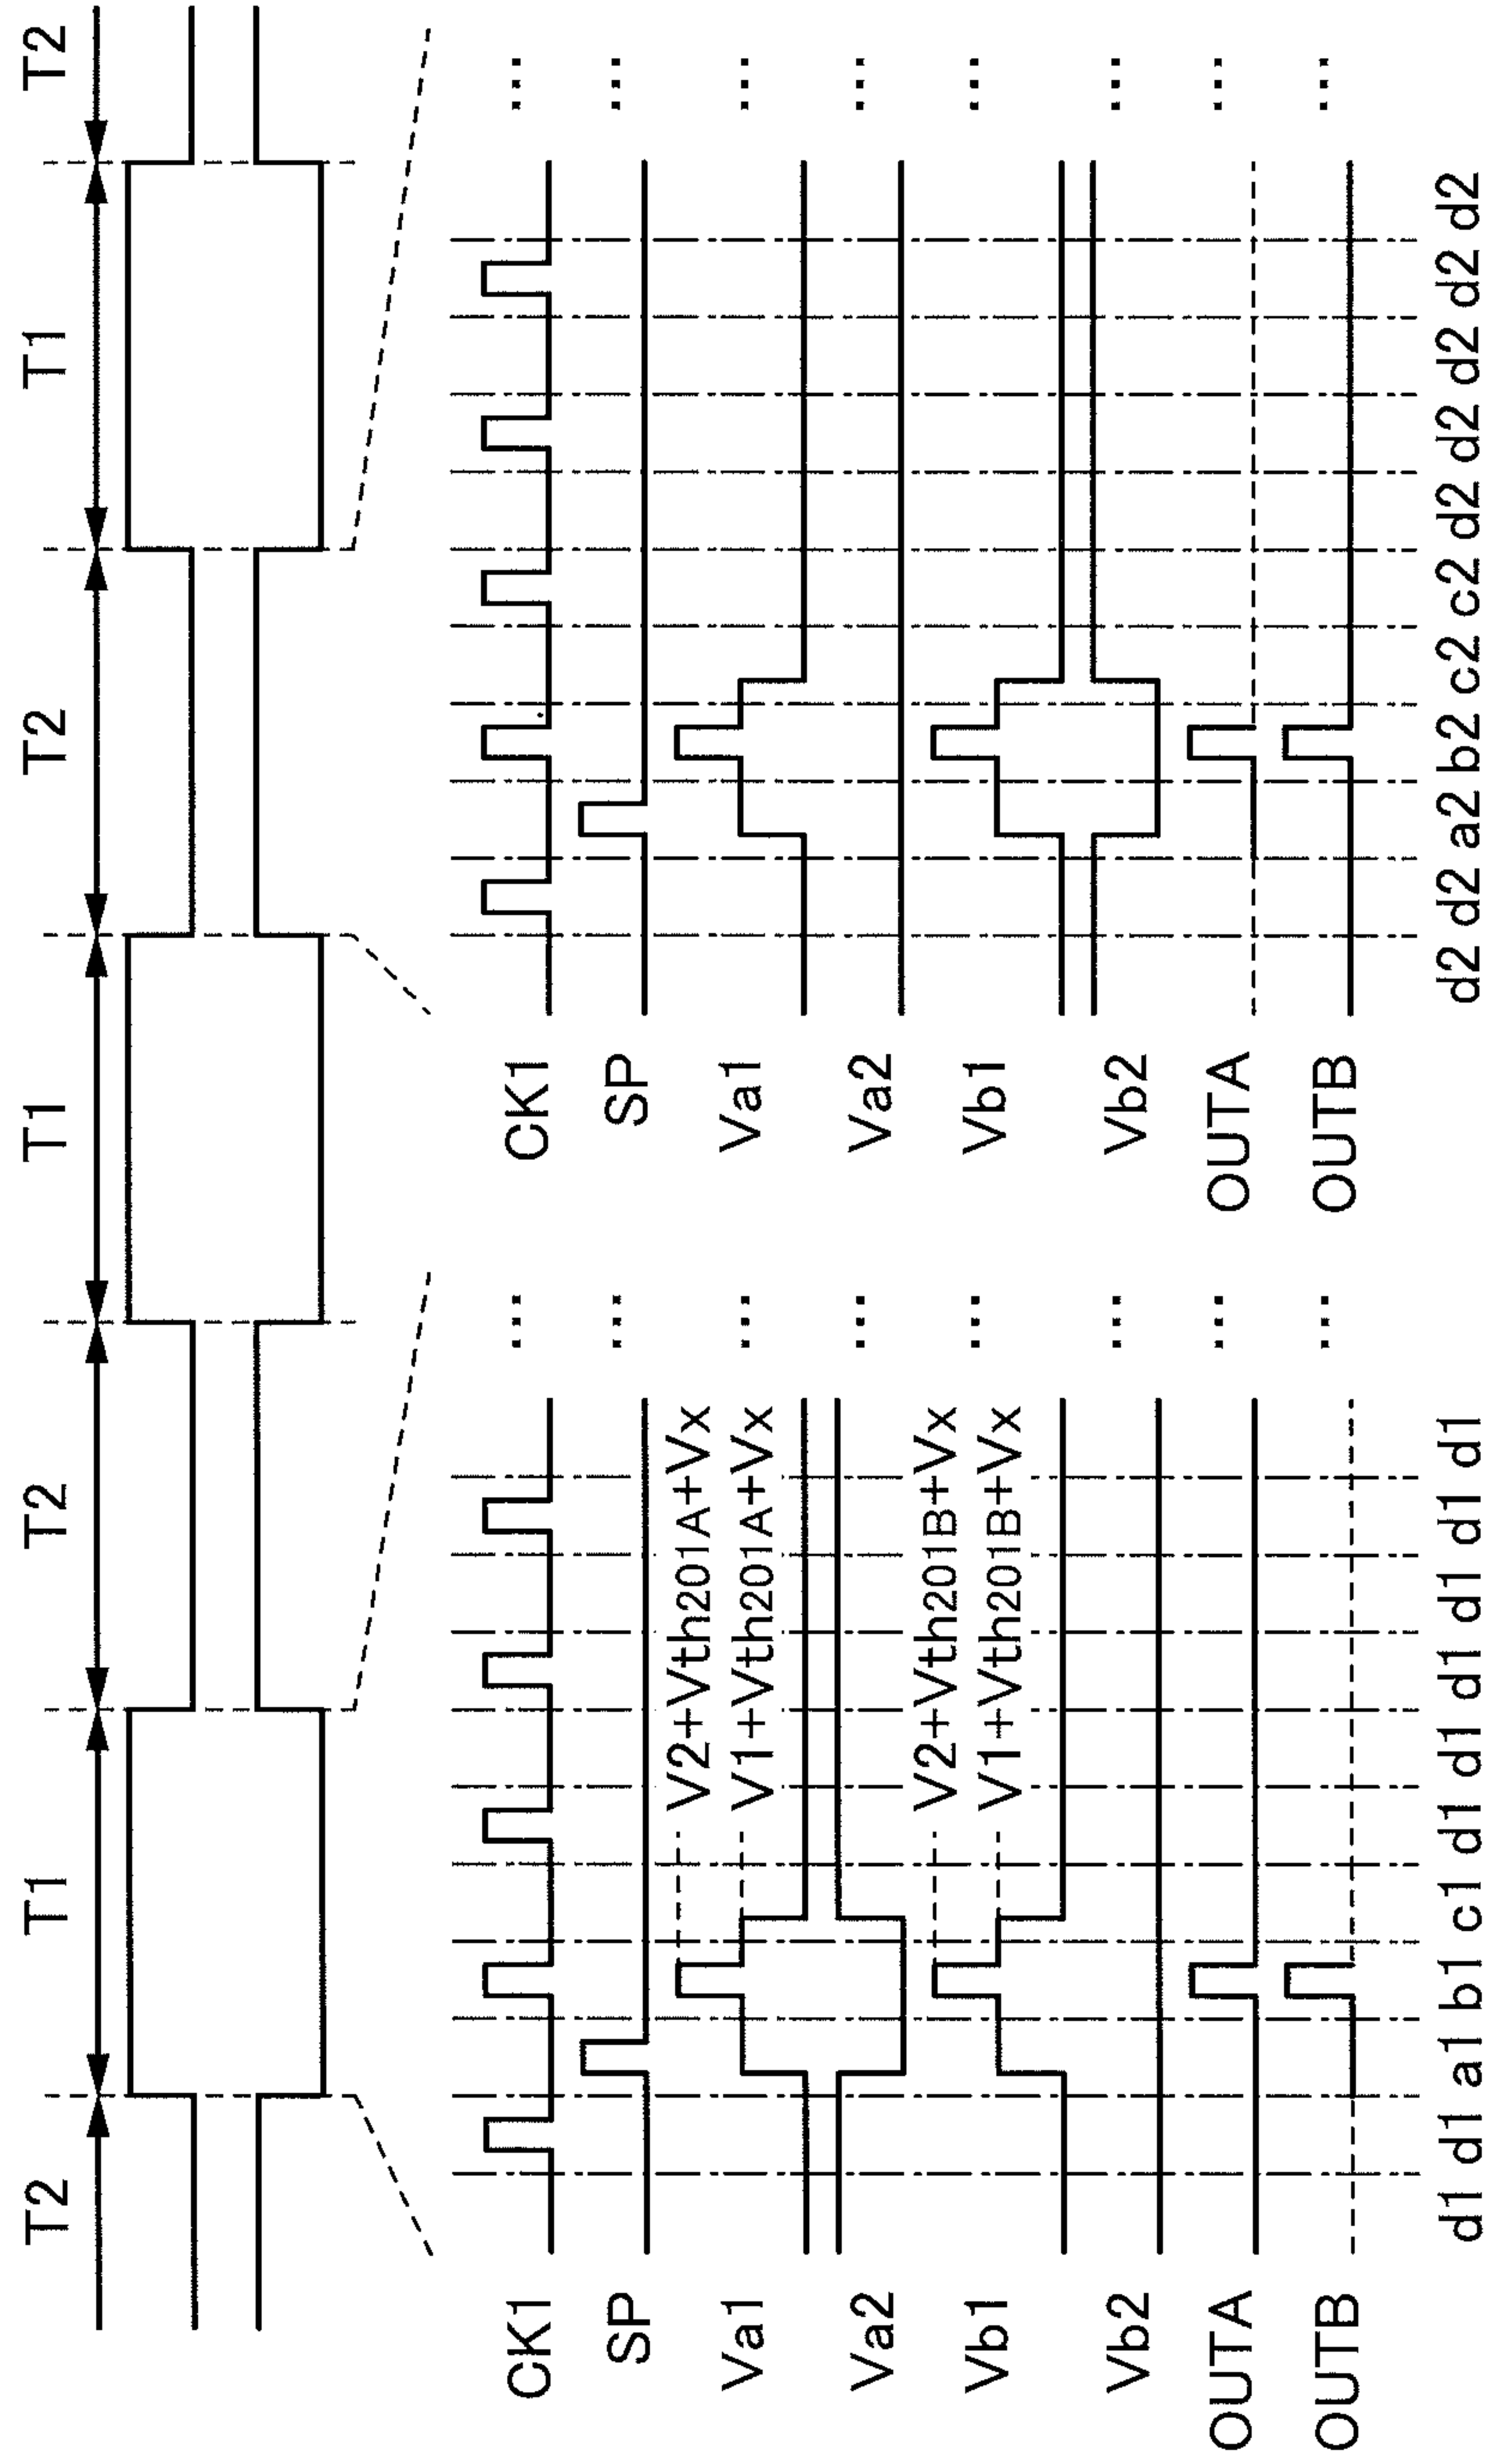 T2 T1 T2 T1 T2 T1 T2
CK1 ...
SP ...
V2+Vth201A+Vx
Va1 V1+Vth201A+Vx ...
Va2 ...
V2+Vth201B+Vx
Vb1 V1+Vth201B+Vx ...
Vb2 ...
OUTA ...
OUTB ...
d1 d1 a1 b1 c1 d1 d1 d1 d1 d1 d1
CK1 ...
SP ...
Va1 ...
Va2 ...
Vb1 ...
Vb2 ...
OUTA ...
OUTB ...
d2 d2 a2 b2 c2 c2 d2 d2 d2 d2 d2